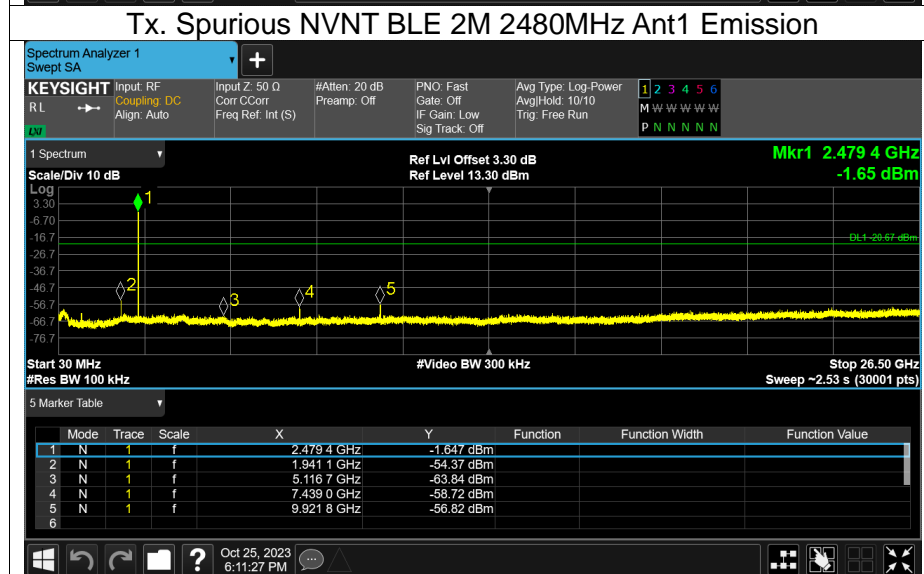 Tx. Spurious NVNT BLE 2M 2480MHz Ant1 Emission
Spectrum Analyzer 1
Swept SA
+
KEYSIGHT Input: RF Input Z: 50 Ω #Atten: 20 dB PNO: Fast Avg Type: Log-Power 1 2 3 4 5 6
R L Coupling: DC Corr CCorr Preamp: Off Gate: Off Avg|Hold: 10/10 M W W W W W
Align: Auto Freq Ref: Int (S) IF Gain: Low Trig: Free Run
LXI Sig Track: Off P N N N N N
1 Spectrum Ref Lvl Offset 3.30 dB Mkr1 2.479 4 GHz
Scale/Div 10 dB Ref Level 13.30 dBm -1.65 dBm
Log
1
3.30
-6.70
-16.7
DL1 -20.67 dBm
-26.7
-36.7
-46.7
2 3 4 5
-56.7
-66.7
-76.7
Start 30 MHz #Video BW 300 kHz Stop 26.50 GHz
#Res BW 100 kHz Sweep ~2.53 s (30001 pts)
5 Marker Table
Mode Trace Scale X Y Function Function Width Function Value
1 N 1 f 2.479 4 GHz -1.647 dBm
2 N 1 f 1.941 1 GHz -54.37 dBm
3 N 1 f 5.116 7 GHz -63.84 dBm
4 N 1 f 7.439 0 GHz -58.72 dBm
5 N 1 f 9.921 8 GHz -56.82 dBm
6
? Oct 25, 2023
6:11:27 PM